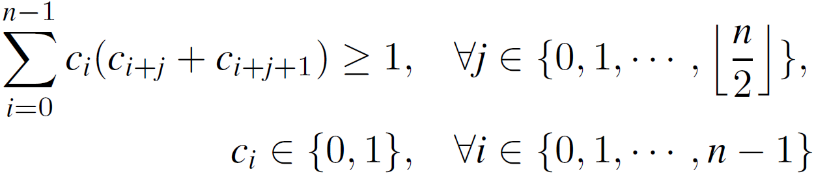 \sum_{i=0}^{n-1} c_i(c_{i+j} + c_{i+j+1}) \geq 1, \quad \forall j \in \{0, 1, \cdots, \left\lfloor \frac{n}{2} \right\rfloor\},
c_i \in \{0, 1\}, \quad \forall i \in \{0, 1, \cdots, n-1\}